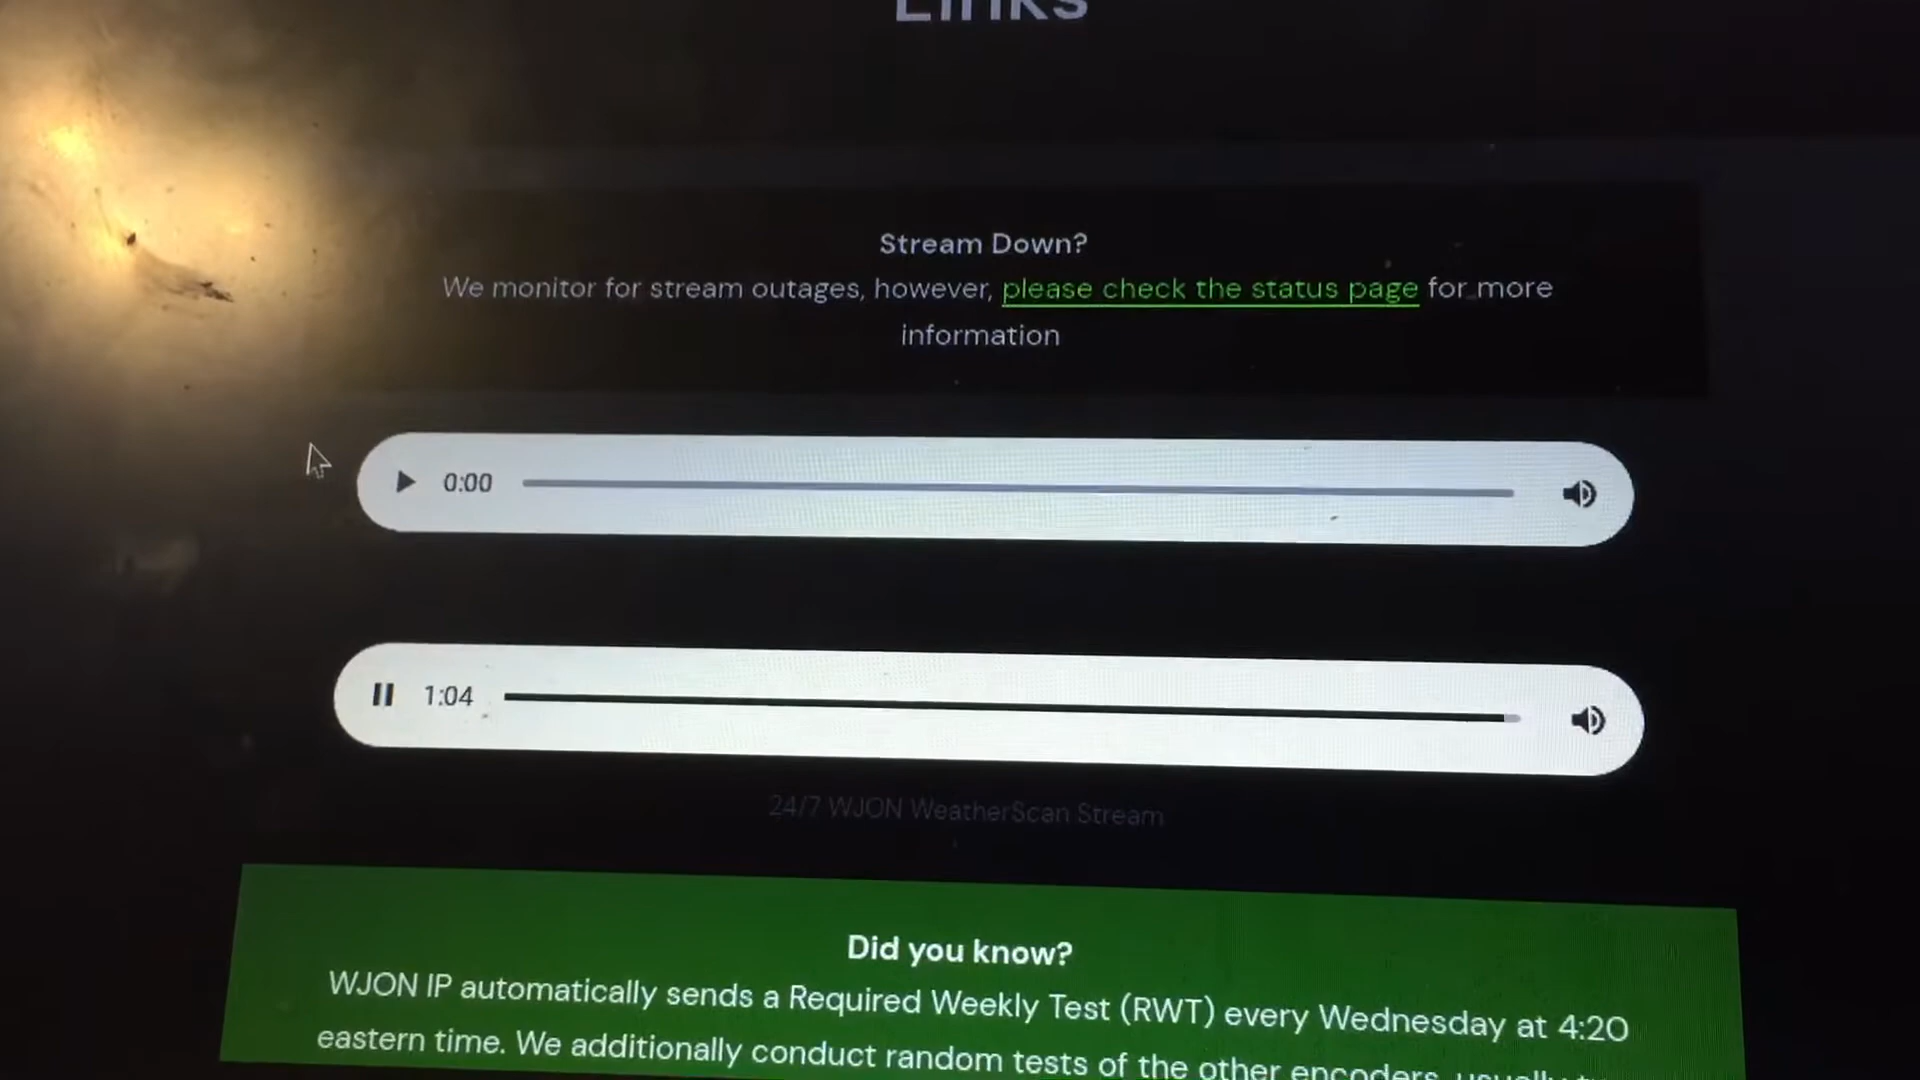 Links
Stream Down?
We monitor for stream outages, however, please check the status page for more
information
0:00
1:04
24/7 WJON WeatherScan Stream
Did you know?
WJON IP automatically sends a Required Weekly Test (RWT) every Wednesday at 4:20
eastern time. We additionally conduct random tests of the other encoders, usually